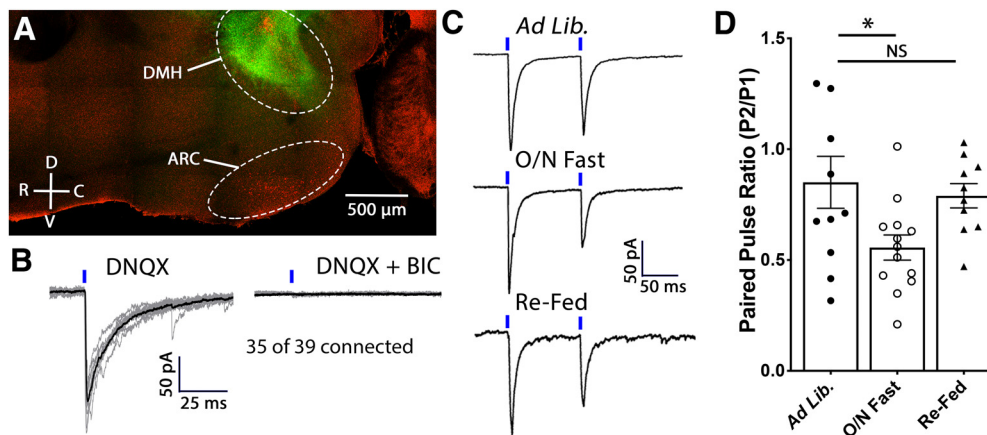 A
DMH
ARC
D
R C
V
500 µm
B
DNQX
DNQX + BIC
35 of 39 connected
50 pA
25 ms
C
Ad Lib.
O/N Fast
50 pA
50 ms
Re-Fed
D
*
NS
Paired Pulse Ratio (P2/P1)
1.5
1.0
0.5
0.0
Ad Lib.
O/N Fast
Re-Fed